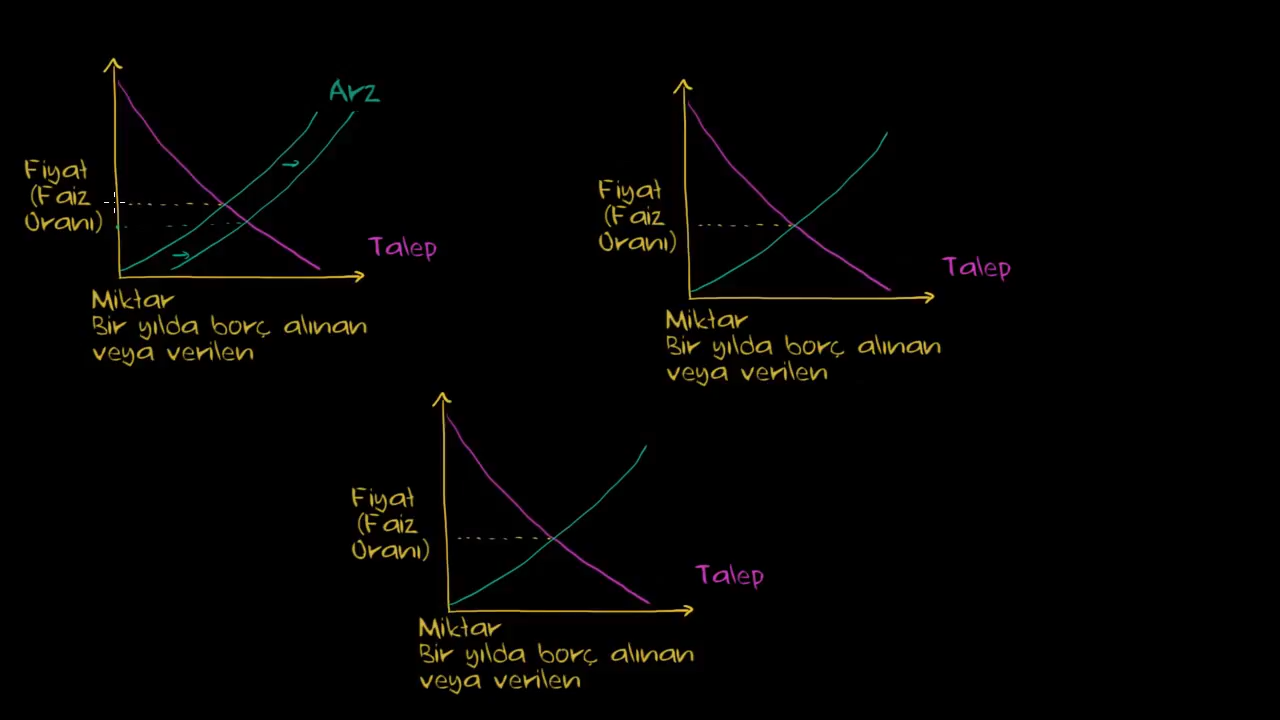 Arz
Fiyat
(Faiz
Oranı)
Talep
Miktar
Bir yılda borç alınan
veya verilen
Fiyat
(Faiz
Oranı)
Talep
Miktar
Bir yılda borç alınan
veya verilen
Fiyat
(Faiz
Oranı)
Talep
Miktar
Bir yılda borç alınan
veya verilen